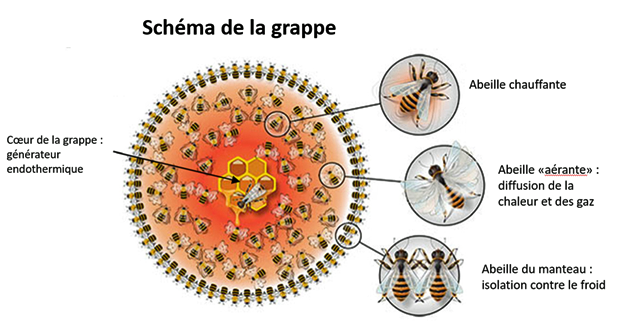 Schéma de la grappe
Abeille chauffante
Cœur de la grappe :
générateur
endothermique
Abeille «aérante» :
diffusion de la
chaleur et des gaz
Abeille du manteau :
isolation contre le froid